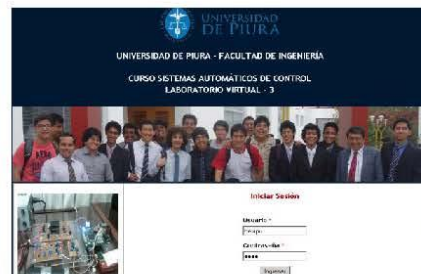 UNIVERSIDAD
DE PIURA
UNIVERSIDAD DE PIURA - FACULTAD DE INGENIERÍA
CURSO SISTEMAS AUTOMÁTICOS DE CONTROL
LABORATORIO VIRTUAL - 3
Iniciar Sesión
Usuario *
Contraseña *
Ingresar